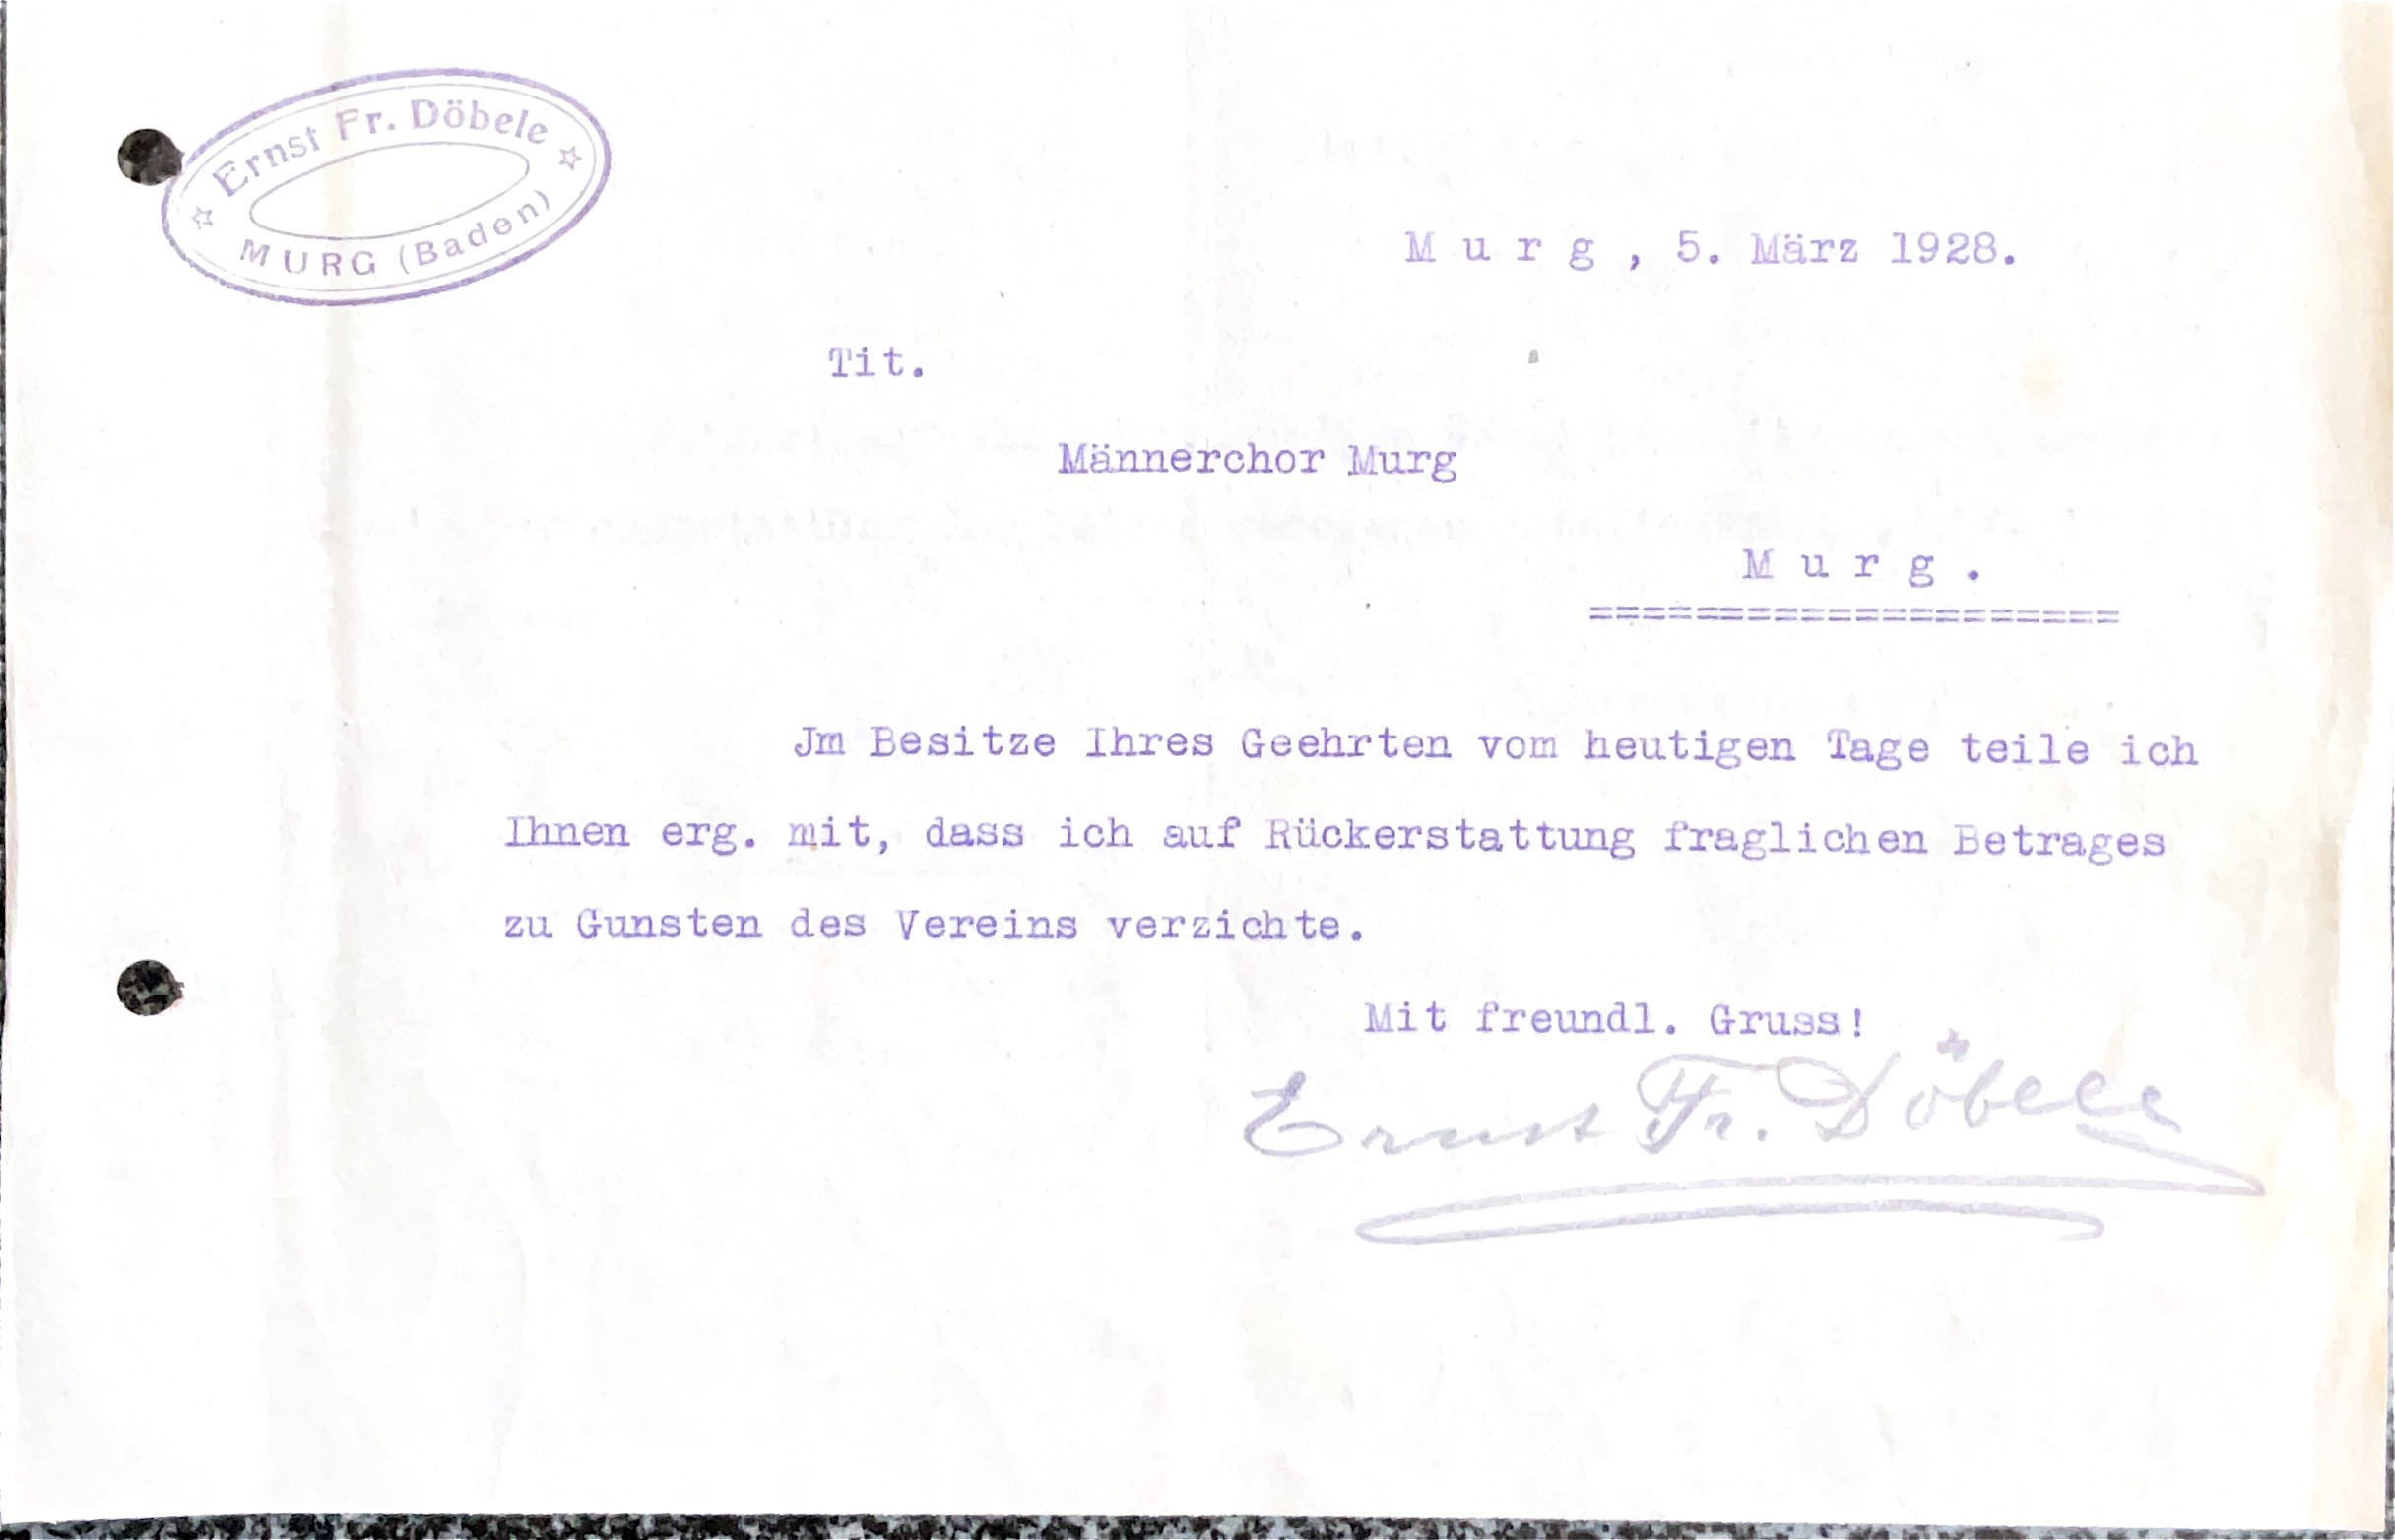 Ernst Fr. Döbele
MURG (Baden)
M u r g , 5. März 1928.
Tit.
Männerchor Murg
M u r g .
====================
Jm Besitze Ihres Geehrten vom heutigen Tage teile ich
Ihnen erg. mit, dass ich auf Rückerstattung fraglichen Betrages
zu Gunsten des Vereins verzichte.
Mit freundl. Gruss!
Ernst Fr. Döbele